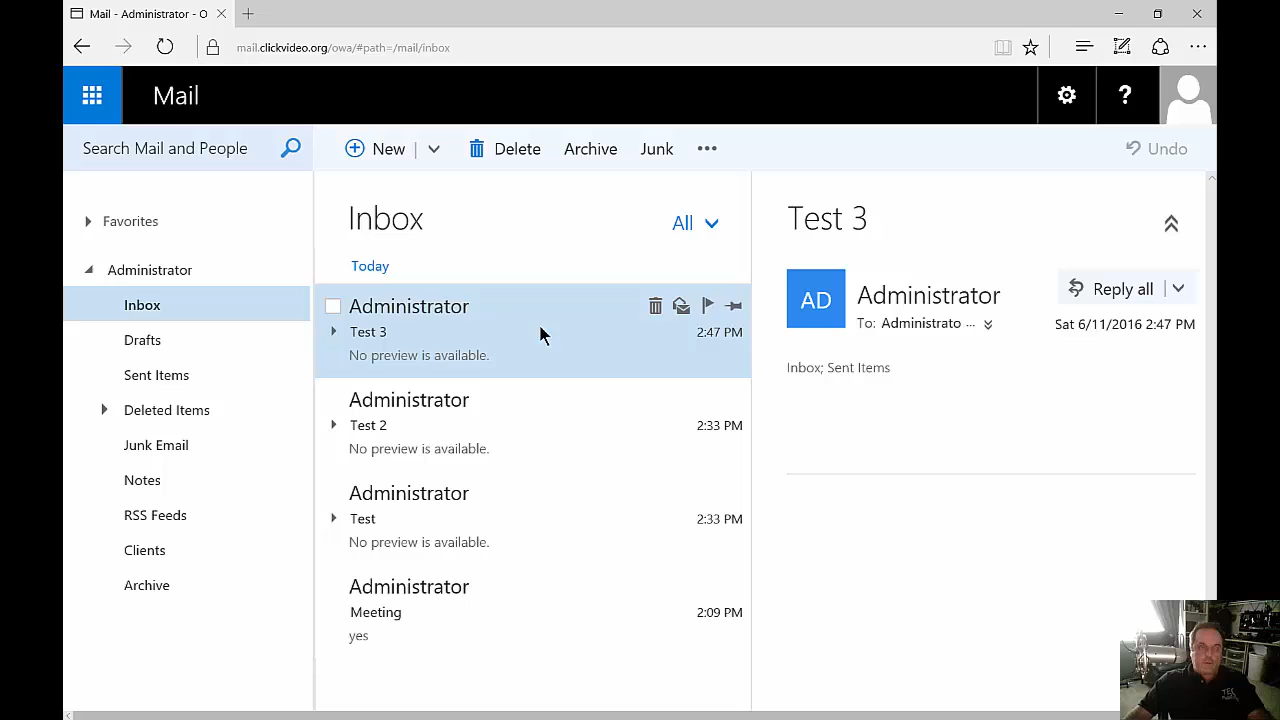 Mail - Administrator - O
mail.clickvideo.org/owa/#path=/mail/inbox
Mail
?
Search Mail and People
New
Delete
Archive
Junk
Undo
Favorites
Administrator
Inbox
Drafts
Sent Items
Deleted Items
Junk Email
Notes
RSS Feeds
Clients
Archive
Inbox
All
Today
Administrator
Test 3 2:47 PM
No preview is available.
Administrator
Test 2 2:33 PM
No preview is available.
Administrator
Test 2:33 PM
No preview is available.
Administrator
Meeting 2:09 PM
yes
Test 3
AD
Administrator
To: Administrato ...
Reply all
Sat 6/11/2016 2:47 PM
Inbox; Sent Items